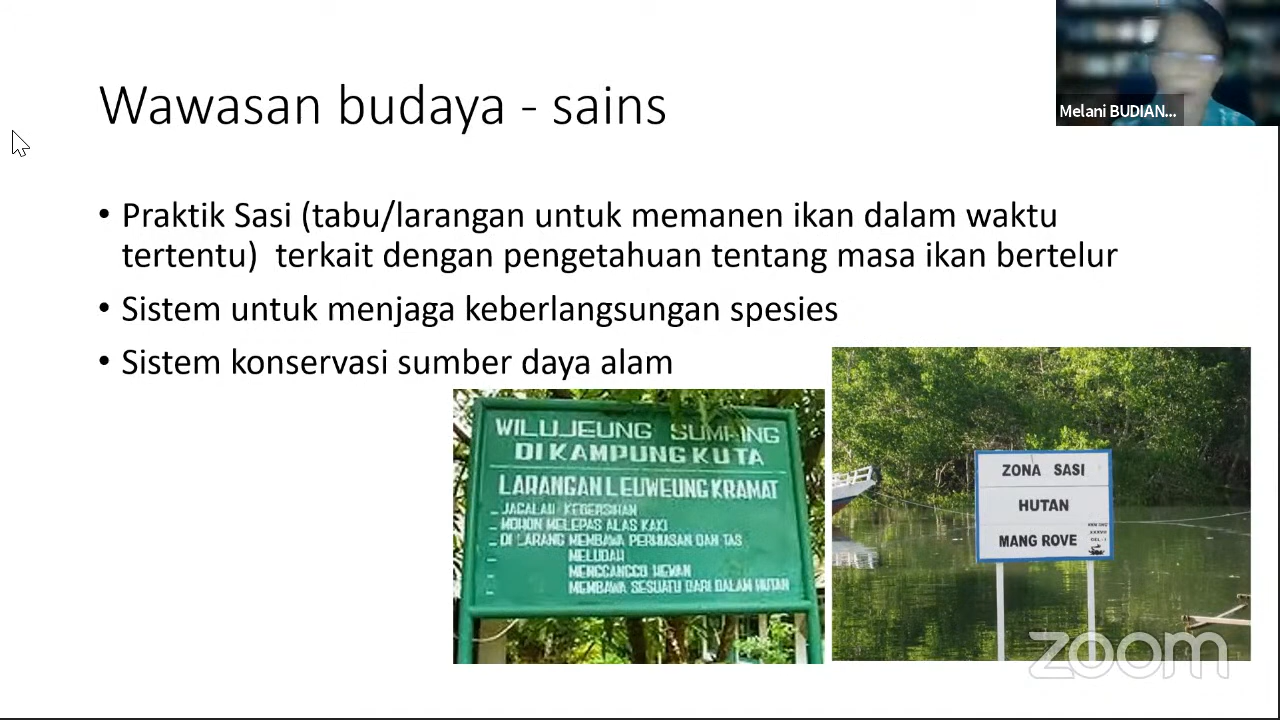 Wawasan budaya - sains
Melani BUDIAN...
• Praktik Sasi (tabu/larangan untuk memanen ikan dalam waktu
tertentu) terkait dengan pengetahuan tentang masa ikan bertelur
• Sistem untuk menjaga keberlangsungan spesies
• Sistem konservasi sumber daya alam
WILUJEUNG SUMPING
DI KAMPUNG KUTA
LARANGAN LEUWEUNG KRAMAT
- JAGALAH KEBERSIHAN
- MOHON MELEPAS ALAS KAKI
- DI LARANG MEMBAWA PERHIASAN DAN TAS
- MELUDAH
- MENGGANGGU HEWAN
- MEMBAWA SESUATU DARI DALAM HUTAN
ZONA SASI
HUTAN
MANG ROVE
zoom